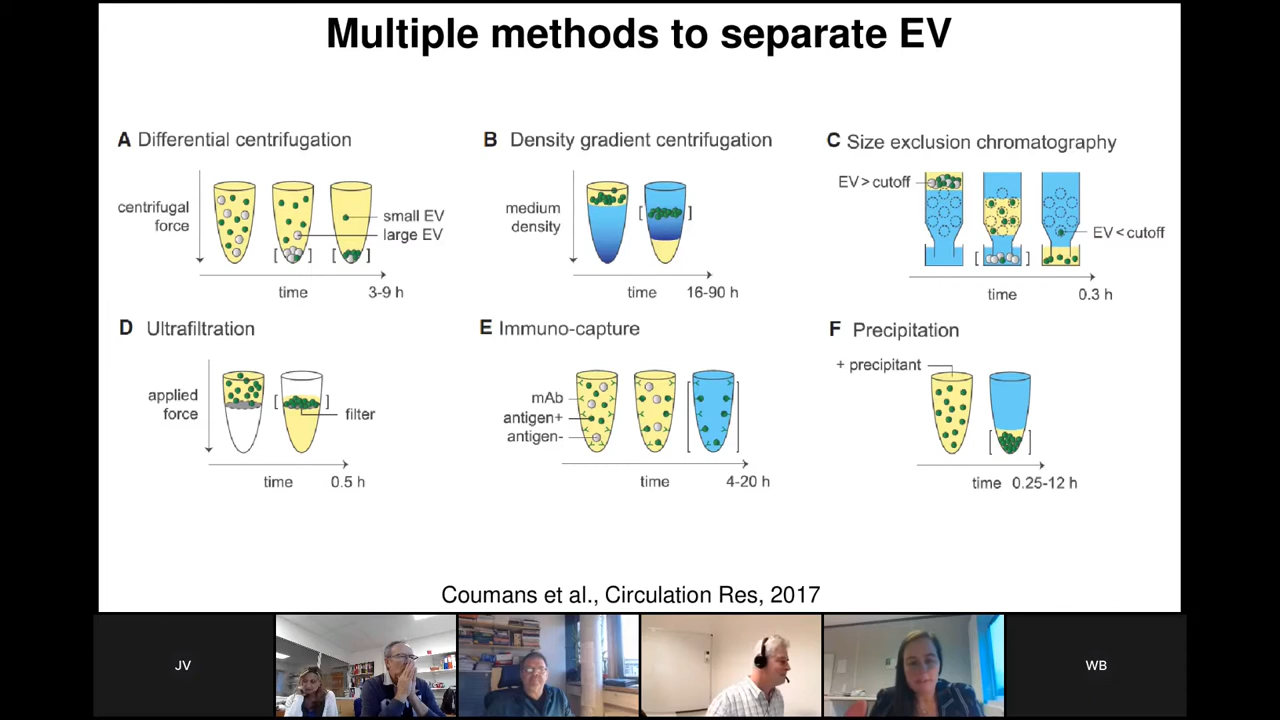 Multiple methods to separate EV
A Differential centrifugation
centrifugal
force
small EV
large EV
time
3-9 h
B Density gradient centrifugation
medium
density
time
16-90 h
C Size exclusion chromatography
EV > cutoff
EV < cutoff
time
0.3 h
D Ultrafiltration
applied
force
filter
time
0.5 h
E Immuno-capture
mAb
antigen+
antigen-
time
4-20 h
F Precipitation
+ precipitant
time
0.25-12 h
Coumans et al., Circulation Res, 2017
JV
WB